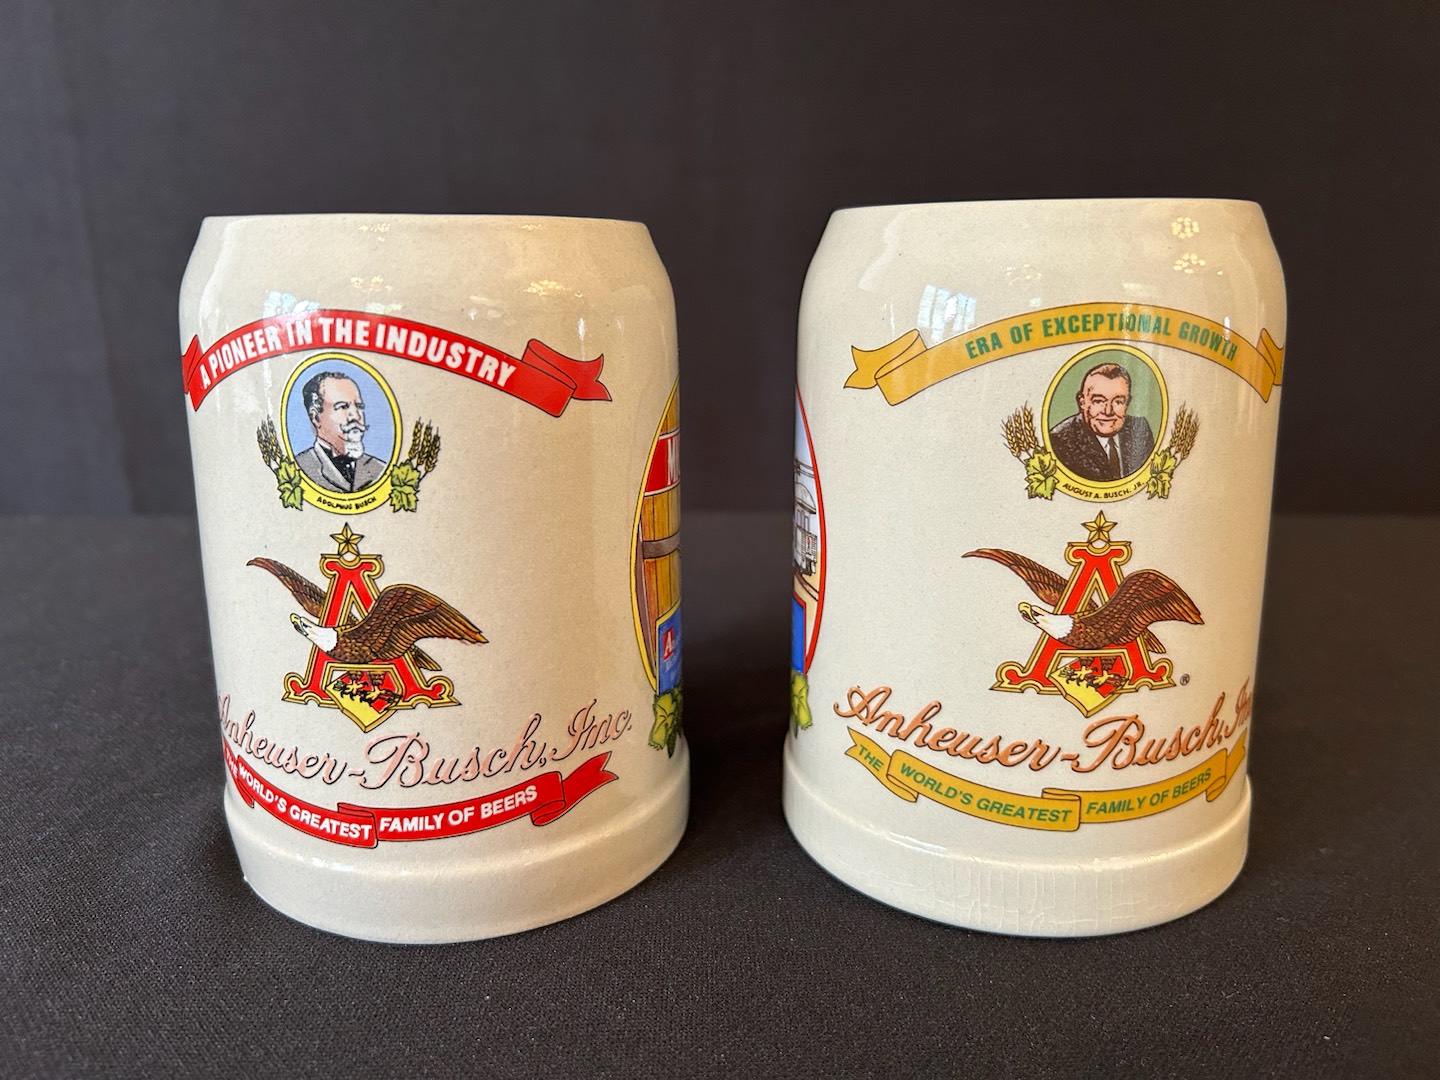 A PIONEER IN THE INDUSTRY
ADOLPHUS BUSCH
A
Anheuser-Busch, Inc.
THE WORLD'S GREATEST FAMILY OF BEERS
ERA OF EXCEPTIONAL GROWTH
AUGUST A. BUSCH, JR.
A
®
Anheuser-Busch, Inc
THE WORLD'S GREATEST FAMILY OF BEERS